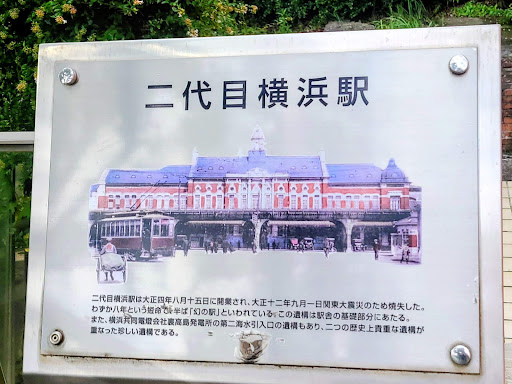 二代目横浜駅
二代目横浜駅は大正四年八月十五日に開業され、大正十二年九月一日関東大震災のため焼失した。
わずか八年という短命で半ば「幻の駅」といわれている。この遺構は駅舎の基礎部分にあたる。
また、横浜共同電燈会社裏高島発電所の第二海水引入口の遺構もあり、二つの歴史上貴重な遺構が
重なった珍しい遺構である。